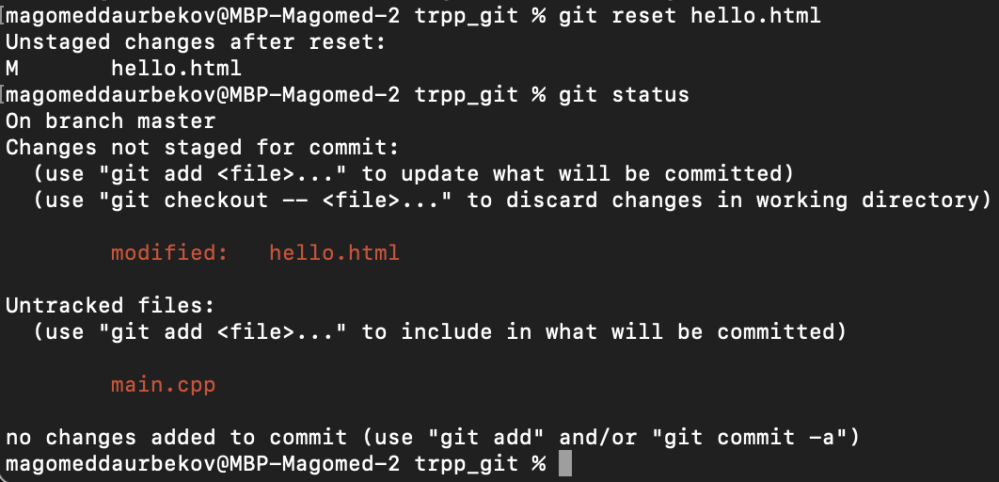 [magomeddaurbekov@MBP-Magomed-2 trpp_git % git reset hello.html
Unstaged changes after reset:
M       hello.html
[magomeddaurbekov@MBP-Magomed-2 trpp_git % git status
On branch master
Changes not staged for commit:
  (use "git add <file>..." to update what will be committed)
  (use "git checkout -- <file>..." to discard changes in working directory)
        modified:   hello.html
Untracked files:
  (use "git add <file>..." to include in what will be committed)
        main.cpp
no changes added to commit (use "git add" and/or "git commit -a")
magomeddaurbekov@MBP-Magomed-2 trpp_git %